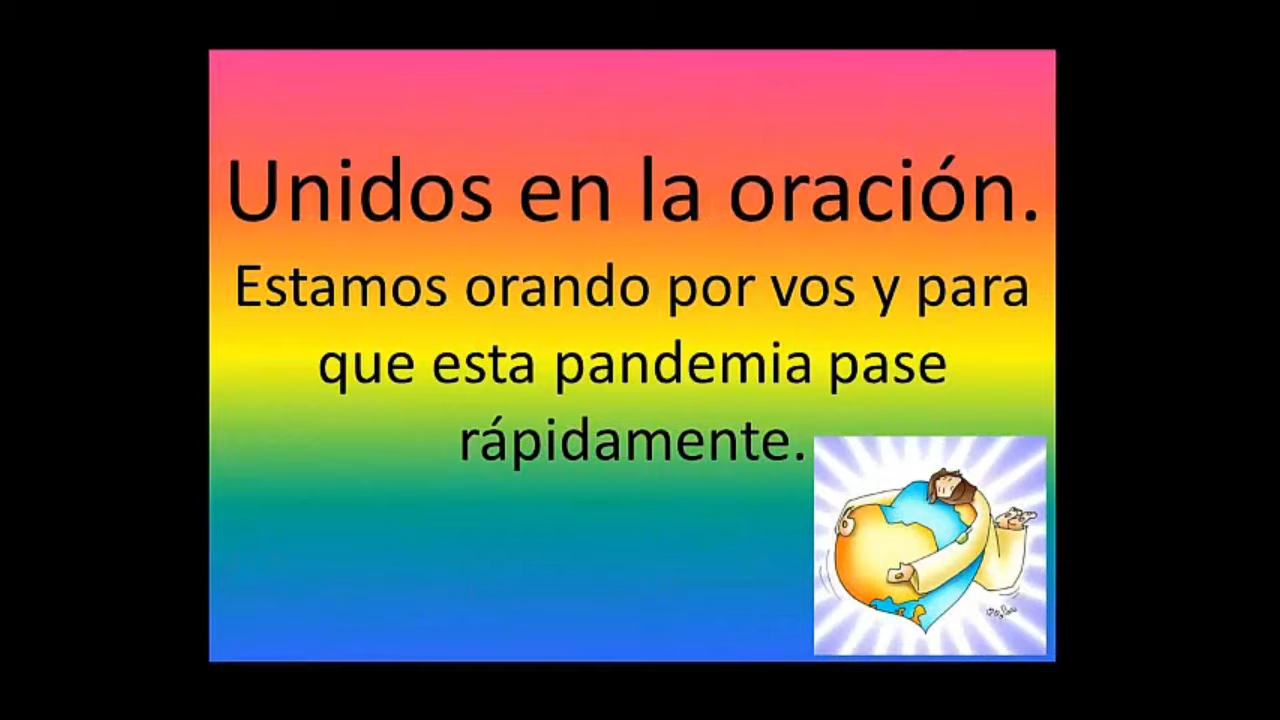 Unidos en la oración.
Estamos orando por vos y para
que esta pandemia pase
rápidamente.